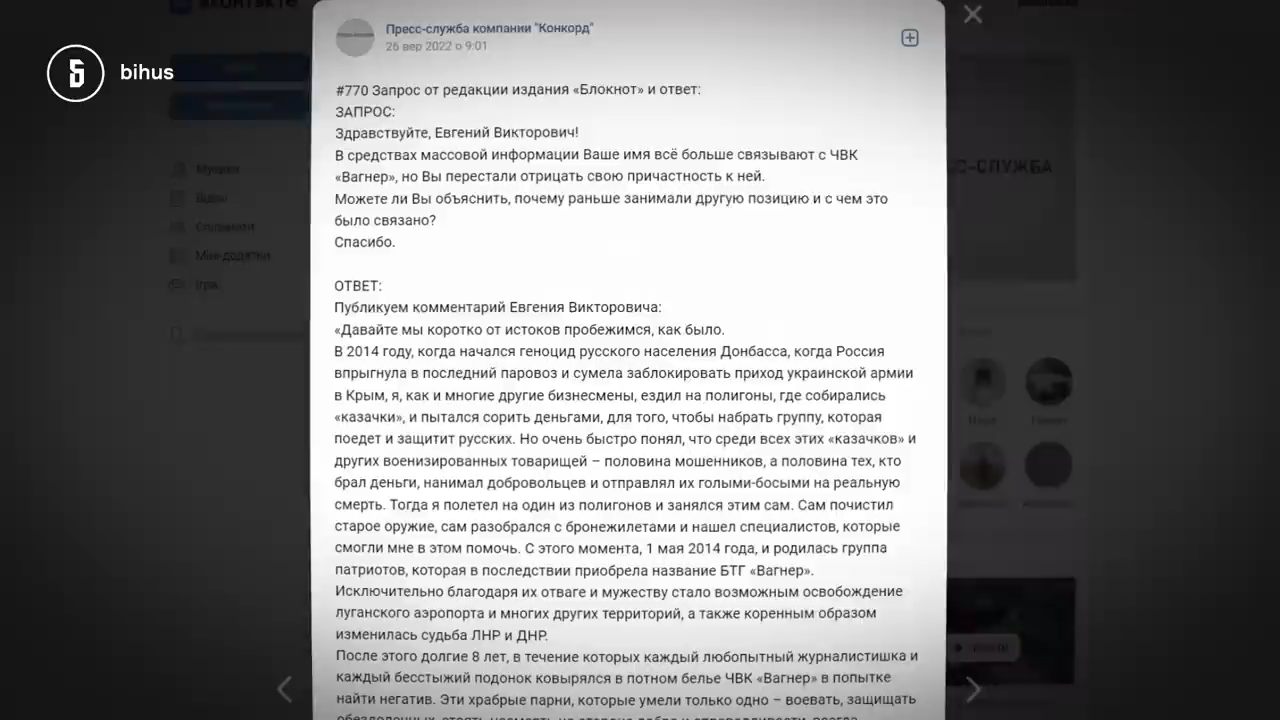 bihus
Пресс-служба компании "Конкорд"
26 вер 2022 о 9:01
#770 Запрос от редакции издания «Блокнот» и ответ:
ЗАПРОС:
Здравствуйте, Евгений Викторович!
В средствах массовой информации Ваше имя всё больше связывают с ЧВК
«Вагнер», но Вы перестали отрицать свою причастность к ней.
Можете ли Вы объяснить, почему раньше занимали другую позицию и с чем это
было связано?
Спасибо.
ОТВЕТ:
Публикуем комментарий Евгения Викторовича:
«Давайте мы коротко от истоков пробежимся, как было.
В 2014 году, когда начался геноцид русского населения Донбасса, когда Россия
впрыгнула в последний паровоз и сумела заблокировать приход украинской армии
в Крым, я, как и многие другие бизнесмены, ездил на полигоны, где собирались
«казачки», и пытался сорить деньгами, для того, чтобы набрать группу, которая
поедет и защитит русских. Но очень быстро понял, что среди всех этих «казачков» и
других военизированных товарищей – половина мошенников, а половина тех, кто
брал деньги, нанимал добровольцев и отправлял их голыми-босыми на реальную
смерть. Тогда я полетел на один из полигонов и занялся этим сам. Сам почистил
старое оружие, сам разобрался с бронежилетами и нашел специалистов, которые
смогли мне в этом помочь. С этого момента, 1 мая 2014 года, и родилась группа
патриотов, которая в последствии приобрела название БТГ «Вагнер».
Исключительно благодаря их отваге и мужеству стало возможным освобождение
луганского аэропорта и многих других территорий, а также коренным образом
изменилась судьба ЛНР и ДНР.
После этого долгие 8 лет, в течение которых каждый любопытный журналистишка и
каждый бесстыжий подонок ковырялся в потном белье ЧВК «Вагнер» в попытке
найти негатив. Эти храбрые парни, которые умели только одно – воевать, защищать
Музика
Відео
Спільноти
Міні-додатки
Ігри
СС-СЛУЖБА